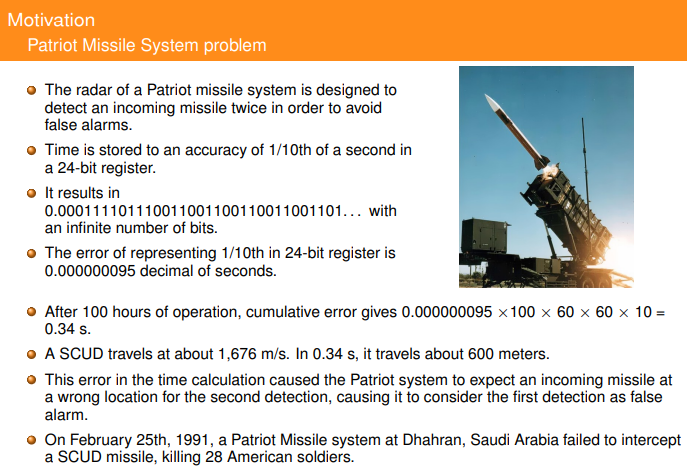 Motivation
Patriot Missile System problem
The radar of a Patriot missile system is designed to
detect an incoming missile twice in order to avoid
false alarms.
Time is stored to an accuracy of 1/10th of a second in
a 24-bit register.
It results in
0.00011110111001100110011001100110011001101... with
an infinite number of bits.
The error of representing 1/10th in 24-bit register is
0.000000095 decimal of seconds.
After 100 hours of operation, cumulative error gives 0.000000095 ×100 × 60 × 60 × 10 =
0.34 s.
A SCUD travels at about 1,676 m/s. In 0.34 s, it travels about 600 meters.
This error in the time calculation caused the Patriot system to expect an incoming missile at
a wrong location for the second detection, causing it to consider the first detection as false
alarm.
On February 25th, 1991, a Patriot Missile system at Dhahran, Saudi Arabia failed to intercept
a SCUD missile, killing 28 American soldiers.